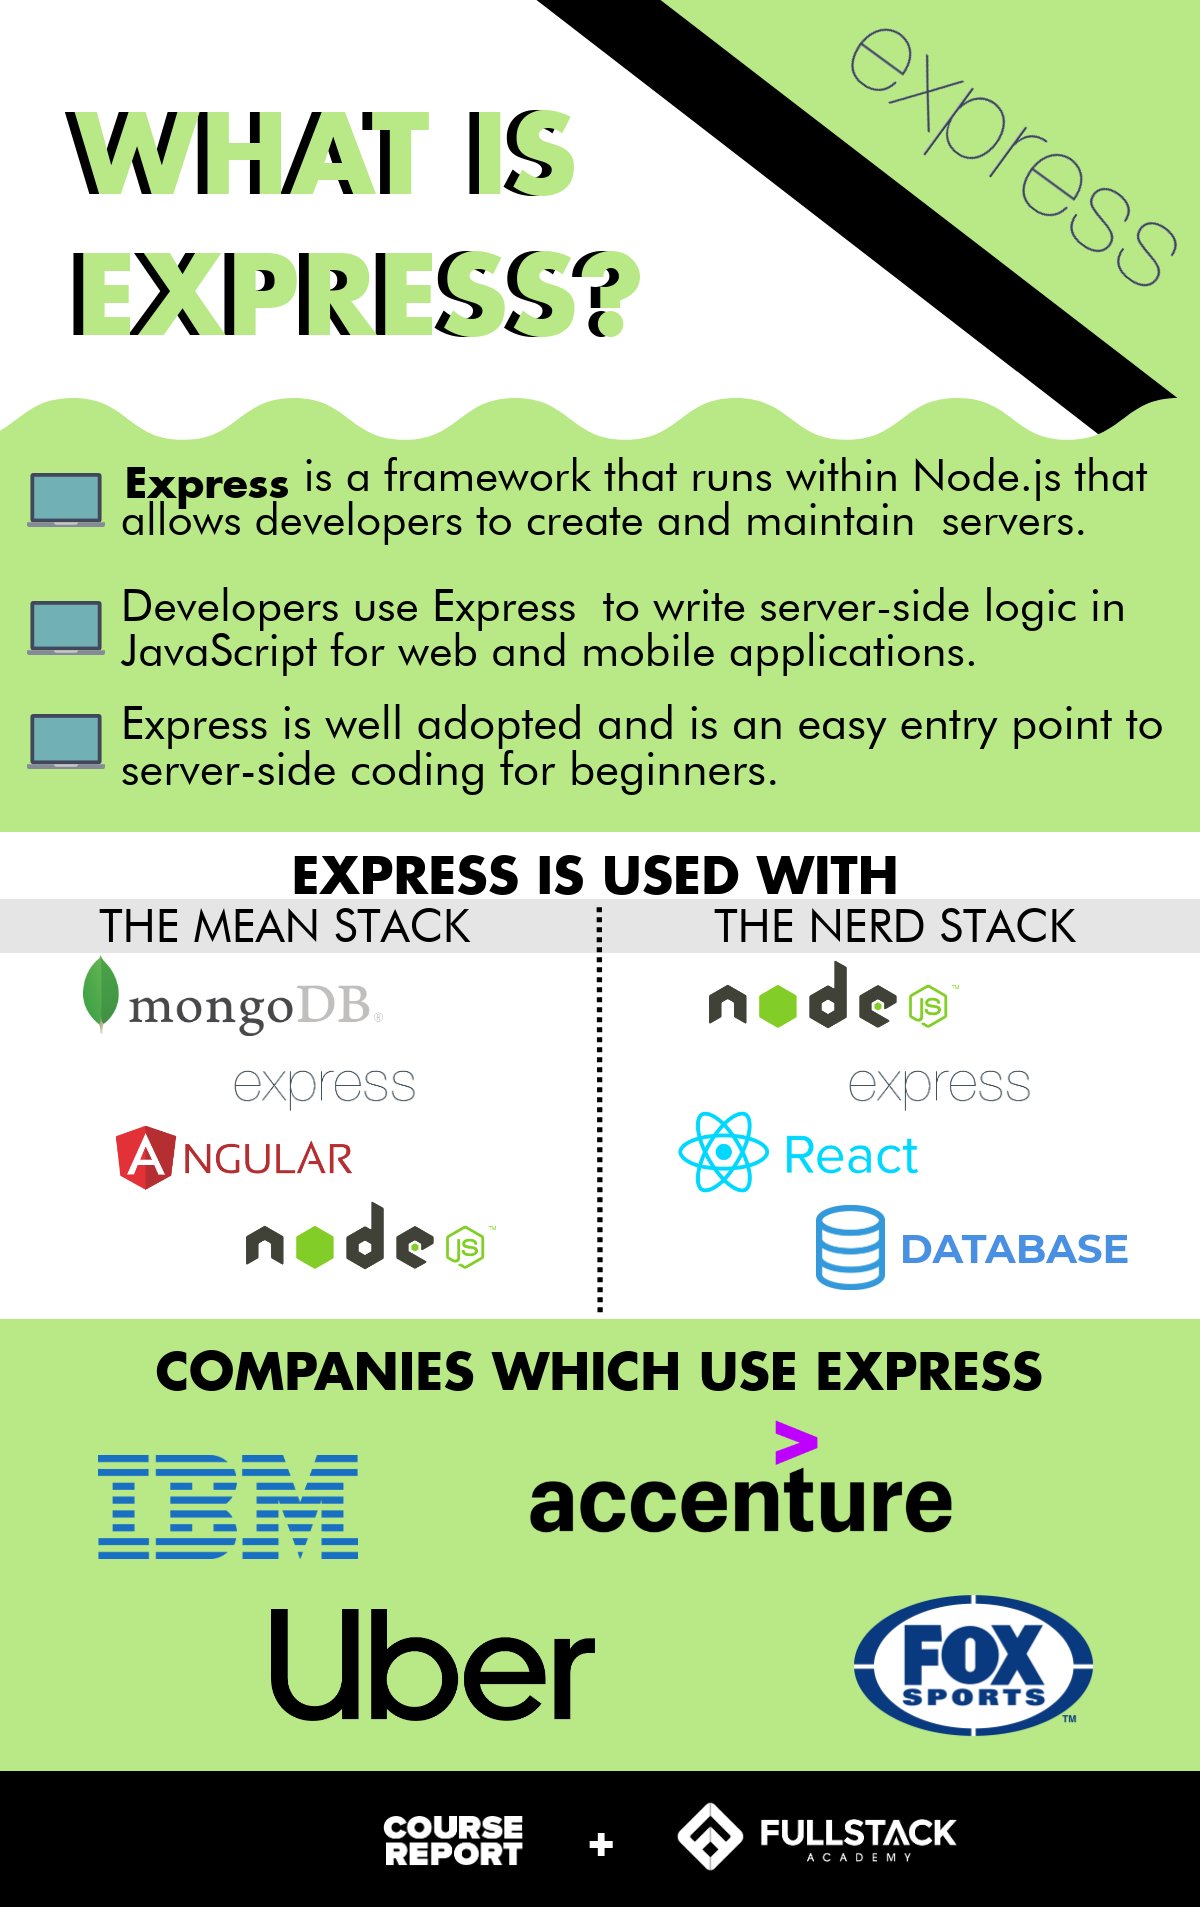 WHAT IS
EXPRESS?
express
Express is a framework that runs within Node.js that
allows developers to create and maintain servers.
Developers use Express to write server-side logic in
JavaScript for web and mobile applications.
Express is well adopted and is an easy entry point to
server-side coding for beginners.
EXPRESS IS USED WITH
THE MEAN STACK
mongoDB®
express
ANGULAR
node JS™
THE NERD STACK
node JS™
express
React
DATABASE
COMPANIES WHICH USE EXPRESS
IBM
>
accenture
Uber
FOX
SPORTS
TM
COURSE
REPORT
+
FULLSTACK
ACADEMY